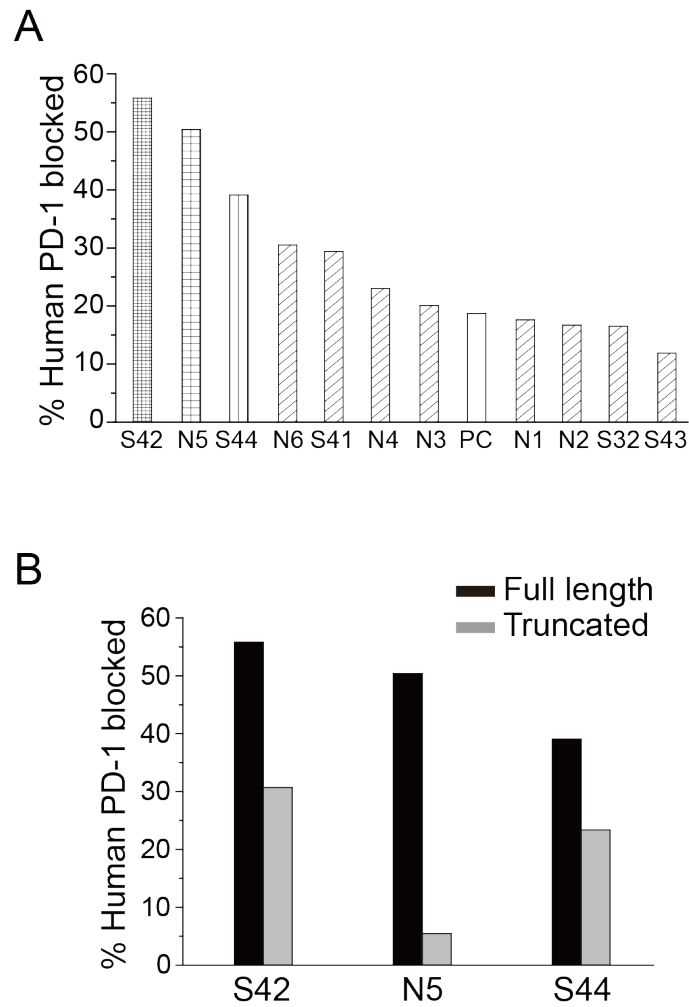 A
% Human PD-1 blocked
60
50
40
30
20
10
0
S42 N5 S44 N6 S41 N4 N3 PC N1 N2 S32 S43
B
Full length
Truncated
% Human PD-1 blocked
60
50
40
30
20
10
0
S42 N5 S44